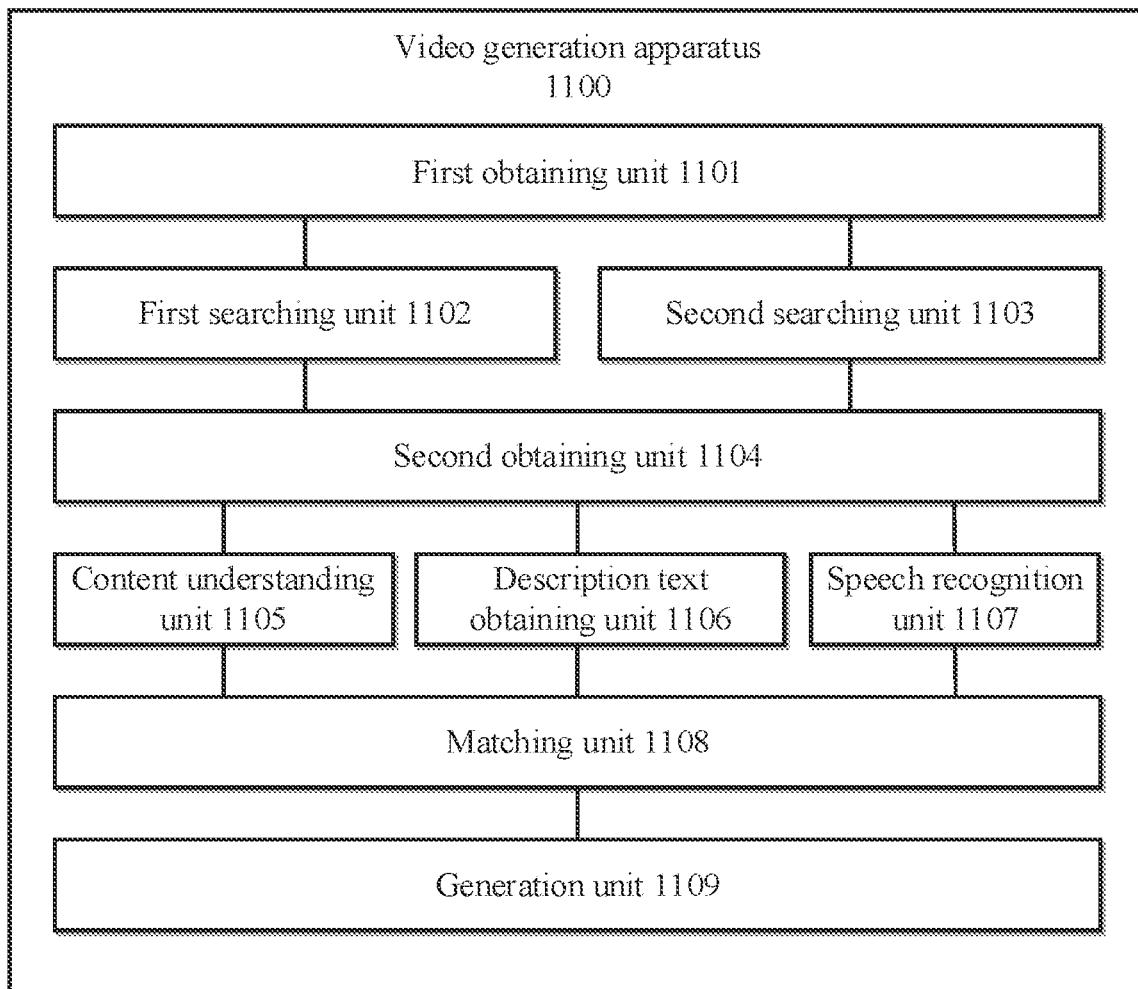 Video generation apparatus
1100
First obtaining unit 1101
First searching unit 1102
Second searching unit 1103
Second obtaining unit 1104
Content understanding
unit 1105
Description text
obtaining unit 1106
Speech recognition
unit 1107
Matching unit 1108
Generation unit 1109